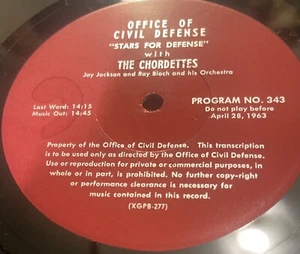 OFFICE OF
CIVIL DEFENSE
"STARS FOR DEFENSE"
with
THE CHORDETTES
Jay Jackson and Ray Bloch and his Orchestra
Last Word: 14:15
Music Out: 14:45
PROGRAM NO. 343
Do not play before
April 28, 1963
Property of the Office of Civil Defense. This transcription
is to be used only as directed by the Office of Civil Defense.
Use or reproduction for private or commercial purposes, in
whole or in part, is prohibited. No further copy-right
or performance clearance is necessary for
music contained in this record.
(XGPB-277)